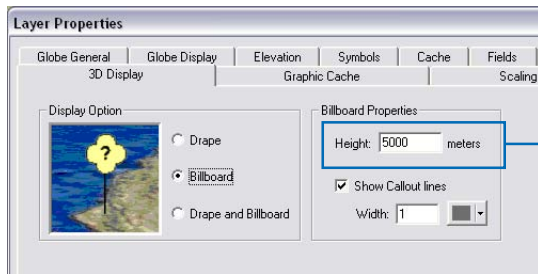 Layer Properties
Globe General Globe Display Elevation Symbols Cache Fields
3D Display Graphic Cache Scaling
Display Option
?
Drape
Billboard
Drape and Billboard
Billboard Properties
Height: 5000 meters
Show Callout lines
Width: 1